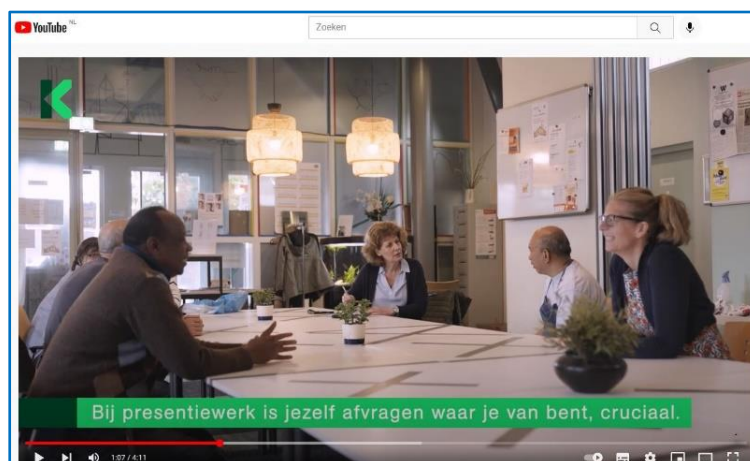 YouTube NL
Zoeken
Bij presentiewerk is jezelf afvragen waar je van bent, cruciaal.
1:07 / 4:11